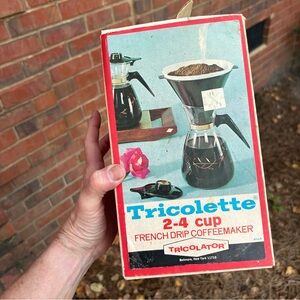 Tricolette
2-4 cup
FRENCH DRIP COFFEEMAKER
TRICOLATOR